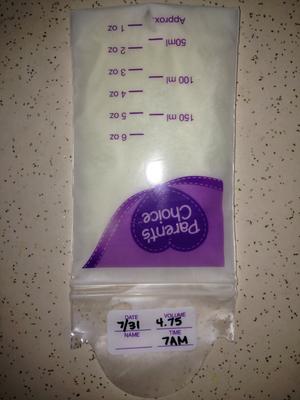 Approx.
1 oz
50ml
2 oz
3 oz
100 ml
4 oz
5 oz
150 ml
6 oz
Parent's
Choice
DATE VOLUME
7/31 4.75
NAME TIME
7AM